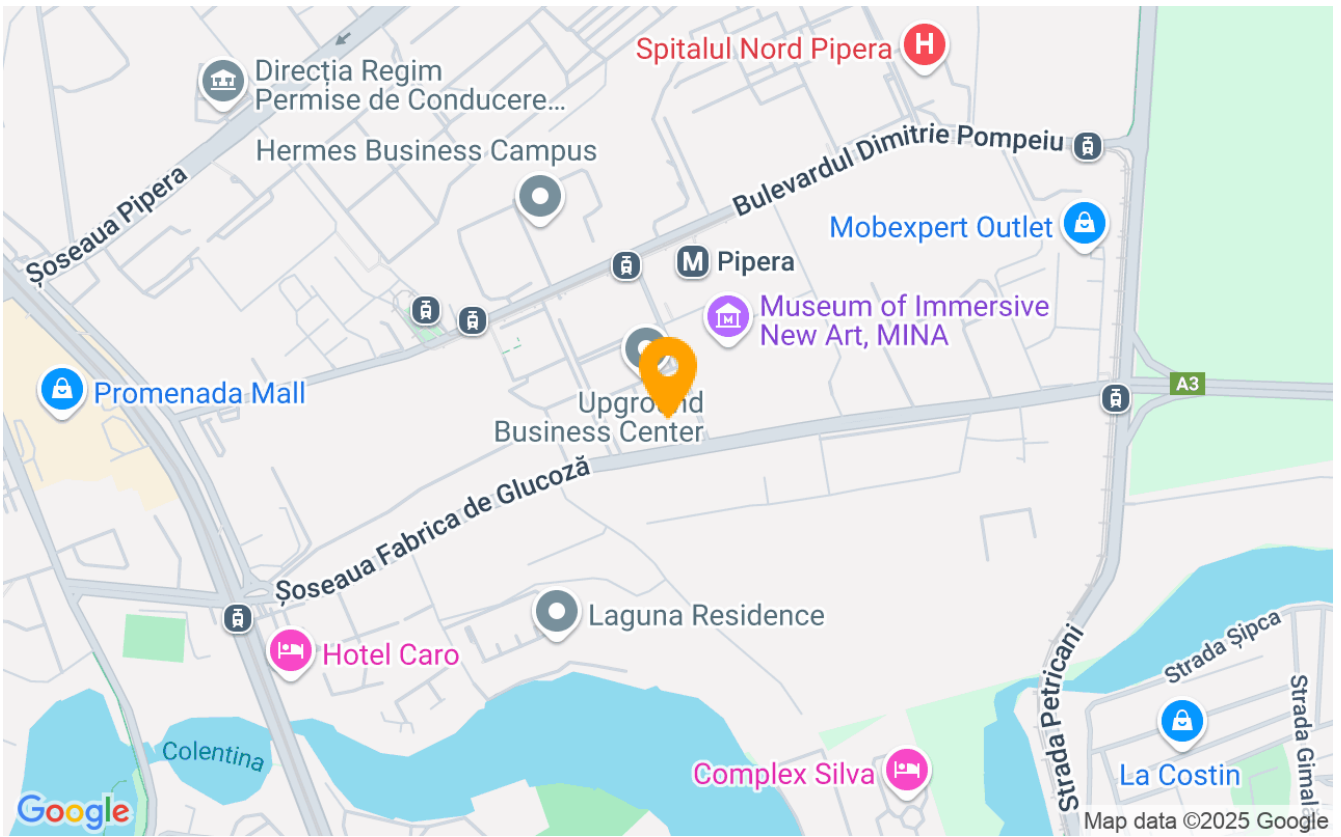 Spitalul Nord Pipera
H
Direcția Regim
Permise de Conducere...
Hermes Business Campus
Bulevardul Dimitrie Pompeiu
Șoseaua Pipera
Mobexpert Outlet
M Pipera
Museum of Immersive
New Art, MINA
Promenada Mall
A3
Upground
Business Center
Șoseaua Fabrica de Glucoză
Laguna Residence
Hotel Caro
Strada Șipca
Strada Petricani
Colentina
Complex Silva
La Costin
Google
Map data ©2025 Google